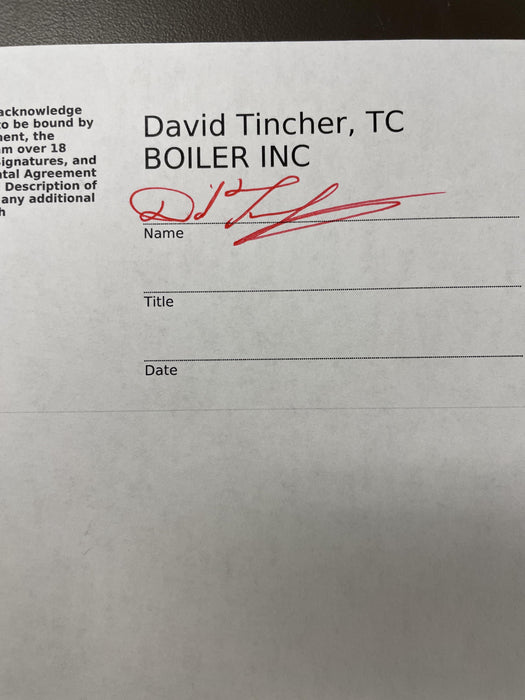 acknowledge
o be bound by
ent, the
m over 18
ignatures, and
tal Agreement
Description of
any additional
h
David Tincher, TC
BOILER INC
Name
Title
Date